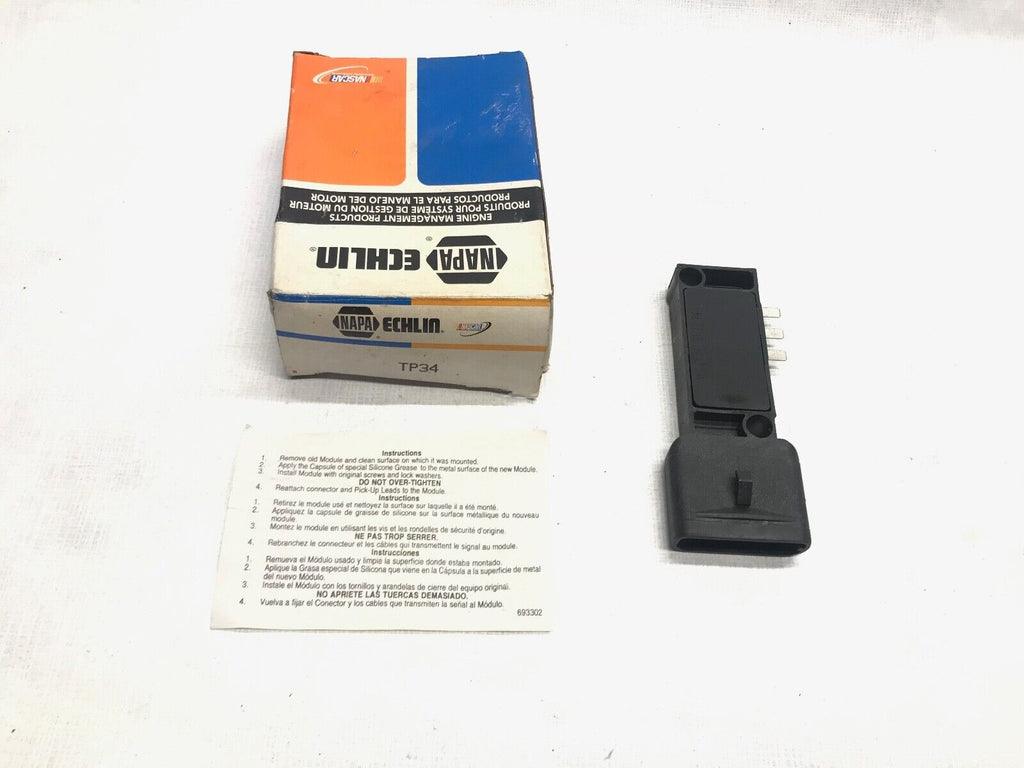 NASCAR
ENGINE MANAGEMENT PRODUCTS
PRODUITS POUR SYSTÈME DE GESTION DU MOTEUR
PRODUCTOS PARA EL MANEJO DEL MOTOR
NAPA ECHLIN®
NAPA ECHLIN® NASCAR
TP34
Instructions
1. Remove old Module and clean surface on which it was mounted.
2. Apply the Capsule of special Silicone Grease to the metal surface of the new Module.
3. Install Module with original screws and lock washers.
DO NOT OVER-TIGHTEN
4. Reattach connector and Pick-Up Leads to the Module.
Instructions
1. Retirez le module usé et nettoyez la surface sur laquelle il a été monté.
2. Appliquez la capsule de graisse de silicone sur la surface métallique du nouveau
module.
3. Montez le module en utilisant les vis et les rondelles de sécurité d'origine.
NE PAS TROP SERRER.
4. Rebranchez le connecteur et les câbles qui transmettent le signal au module.
Instrucciones
1. Remueva el Módulo usado y limpie la superficie donde estaba montado.
2. Aplique la Grasa especial de Silicona que viene en la Cápsula a la superficie de metal
del nuevo Módulo.
3. Instale el Módulo con los tornillos y arandelas de cierre del equipo original.
NO APRIETE LAS TUERCAS DEMASIADO.
4. Vuelva a fijar el Conector y los cables que transmiten la señal al Módulo.
693302